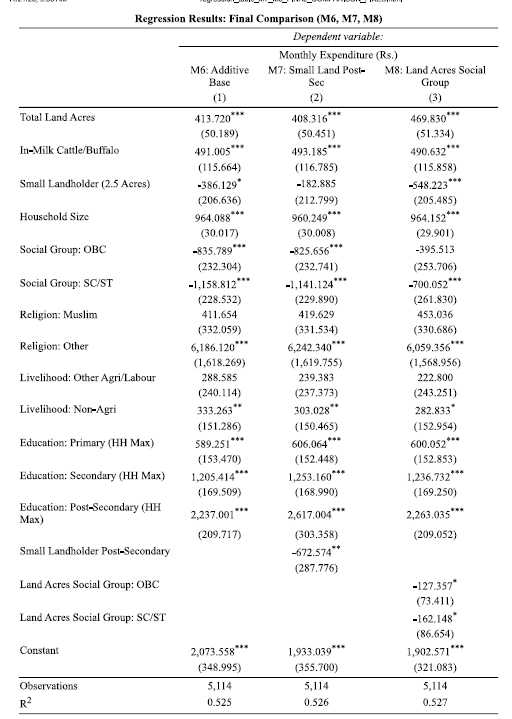 Regression Results: Final Comparison (M6, M7, M8)
Dependent variable:
Monthly Expenditure (Rs.)
M6: Additive Base M7: Small Land Post-Sec M8: Land Acres Social Group
(1) (2) (3)
Total Land Acres 413.720*** 408.316*** 469.830***
(50.189) (50.451) (51.334)
In-Milk Cattle/Buffalo 491.005*** 493.185*** 490.632***
(115.664) (116.785) (115.858)
Small Landholder (2.5 Acres) -386.129* -182.885 -548.223***
(206.636) (212.799) (205.485)
Household Size 964.088*** 960.249*** 964.152***
(30.017) (30.008) (29.901)
Social Group: OBC -835.789*** -825.656*** -395.513
(232.304) (232.741) (253.706)
Social Group: SC/ST -1,158.812*** -1,141.124*** -700.052***
(228.532) (229.890) (261.830)
Religion: Muslim 411.654 419.629 453.036
(332.059) (331.534) (330.686)
Religion: Other 6,186.120*** 6,242.340*** 6,059.356***
(1,618.269) (1,619.755) (1,568.956)
Livelihood: Other Agri/Labour 288.585 239.383 222.800
(240.114) (237.373) (243.251)
Livelihood: Non-Agri 333.263** 303.028** 282.833*
(151.286) (150.465) (152.954)
Education: Primary (HH Max) 589.251*** 606.064*** 600.052***
(153.470) (152.448) (152.853)
Education: Secondary (HH Max) 1,205.414*** 1,253.160*** 1,236.732***
(169.509) (168.990) (169.250)
Education: Post-Secondary (HH Max) 2,237.001*** 2,617.004*** 2,263.035***
(209.717) (303.358) (209.052)
Small Landholder Post-Secondary -672.574**
(287.776)
Land Acres Social Group: OBC -127.357*
(73.411)
Land Acres Social Group: SC/ST -162.148*
(86.654)
Constant 2,073.558*** 1,933.039*** 1,902.571***
(348.995) (355.700) (321.083)
Observations 5,114 5,114 5,114
R2 0.525 0.526 0.527